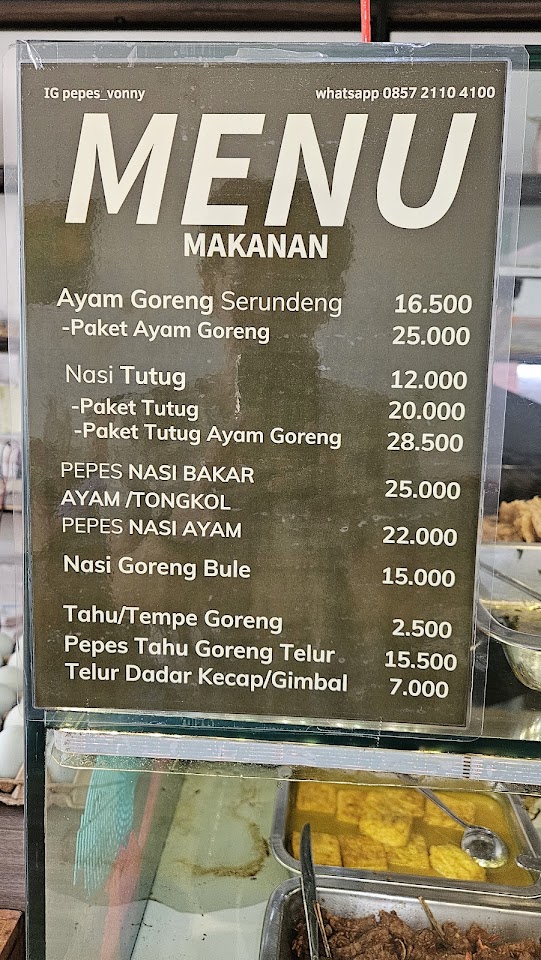 IG pepes_vonny whatsapp 0857 2110 4100
MENU
MAKANAN
Ayam Goreng Serundeng 16.500
-Paket Ayam Goreng 25.000
Nasi Tutug 12.000
-Paket Tutug 20.000
-Paket Tutug Ayam Goreng 28.500
PEPES NASI BAKAR 25.000
AYAM /TONGKOL
PEPES NASI AYAM 22.000
Nasi Goreng Bule 15.000
Tahu/Tempe Goreng 2.500
Pepes Tahu Goreng Telur 15.500
Telur Dadar Kecap/Gimbal 7.000